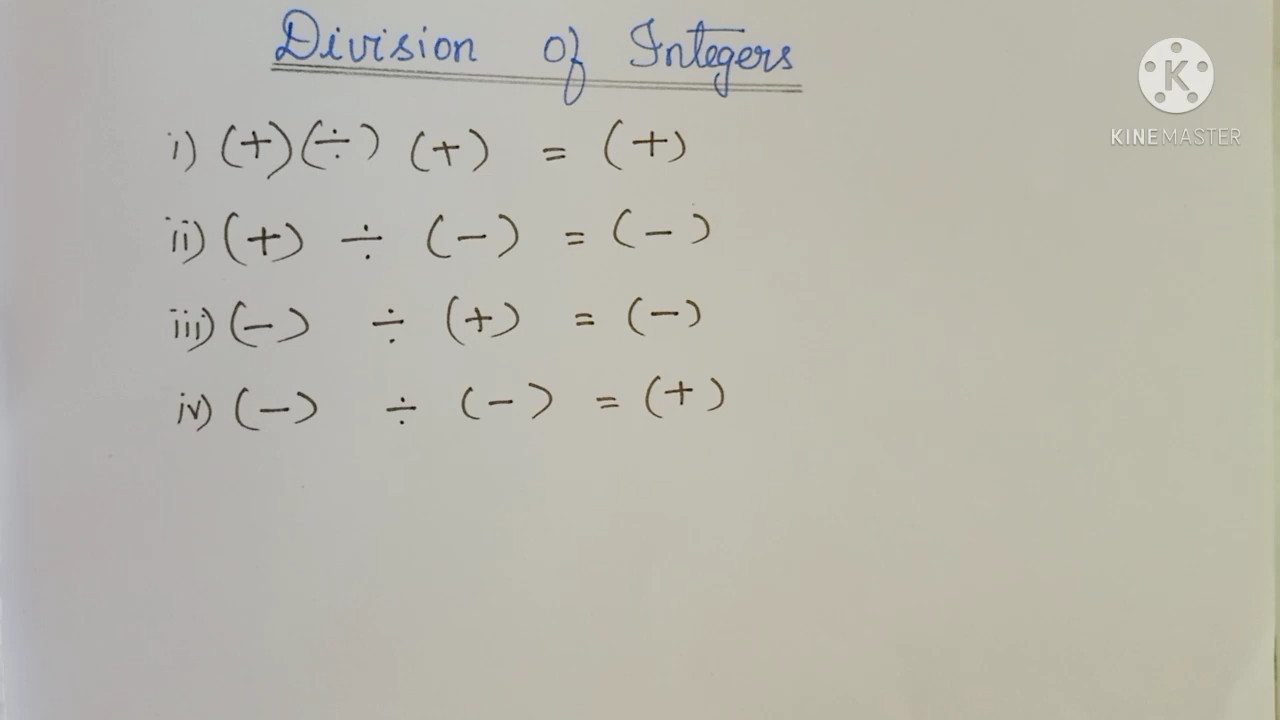 Division of Integers
i) (+)(÷) (+) = (+)
ii) (+) ÷ (-) = (-)
iii) (-) ÷ (+) = (-)
iv) (-) ÷ (-) = (+)
K
KINEMASTER